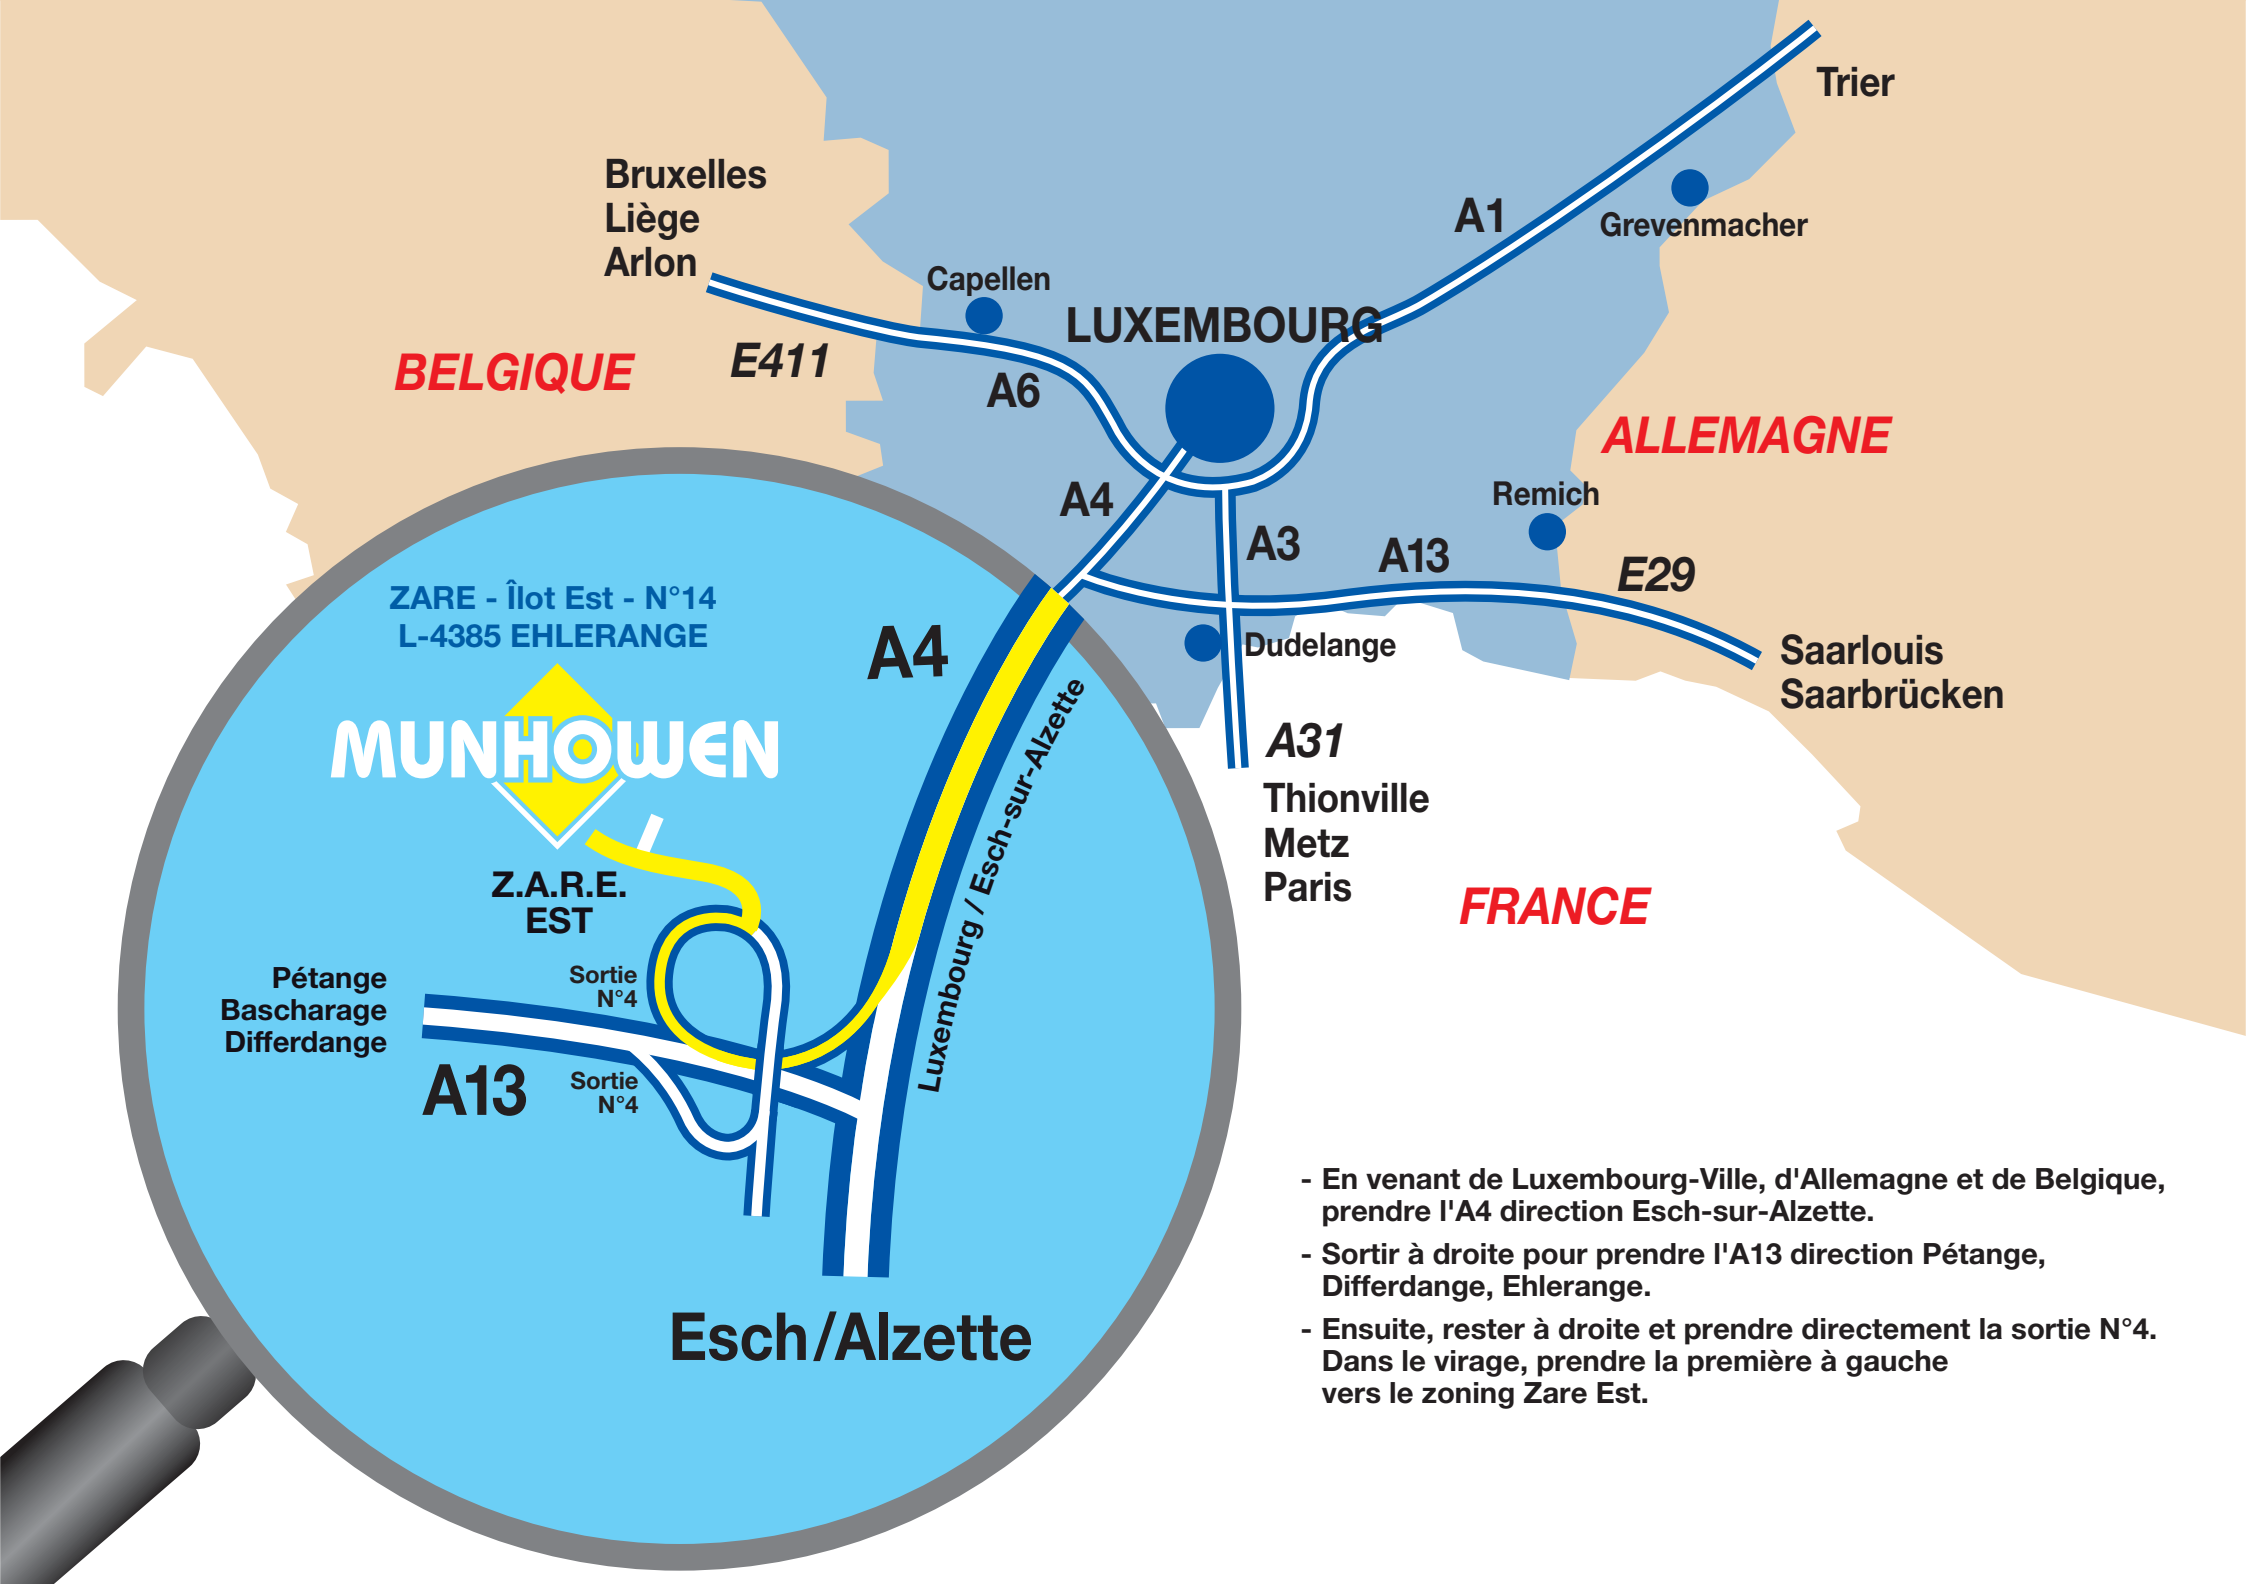 Trier
Bruxelles
Liège
Arlon
A1
Grevenmacher
Capellen
LUXEMBOURG
BELGIQUE
E411
A6
ALLEMAGNE
A4
Remich
A3
A13
E29
ZARE - Îlot Est - N°14
L-4385 EHLERANGE
A4
Dudelange
Saarlouis
Saarbrücken
MUNHOWEN
Luxembourg / Esch-sur-Alzette
A31
Thionville
Metz
Paris
FRANCE
Z.A.R.E.
EST
Pétange
Bascharage
Differdange
Sortie
N°4
A13
Sortie
N°4
Esch/Alzette
- En venant de Luxembourg-Ville, d'Allemagne et de Belgique,
prendre l'A4 direction Esch-sur-Alzette.
- Sortir à droite pour prendre l'A13 direction Pétange,
Differdange, Ehlerange.
- Ensuite, rester à droite et prendre directement la sortie N°4.
Dans le virage, prendre la première à gauche
vers le zoning Zare Est.